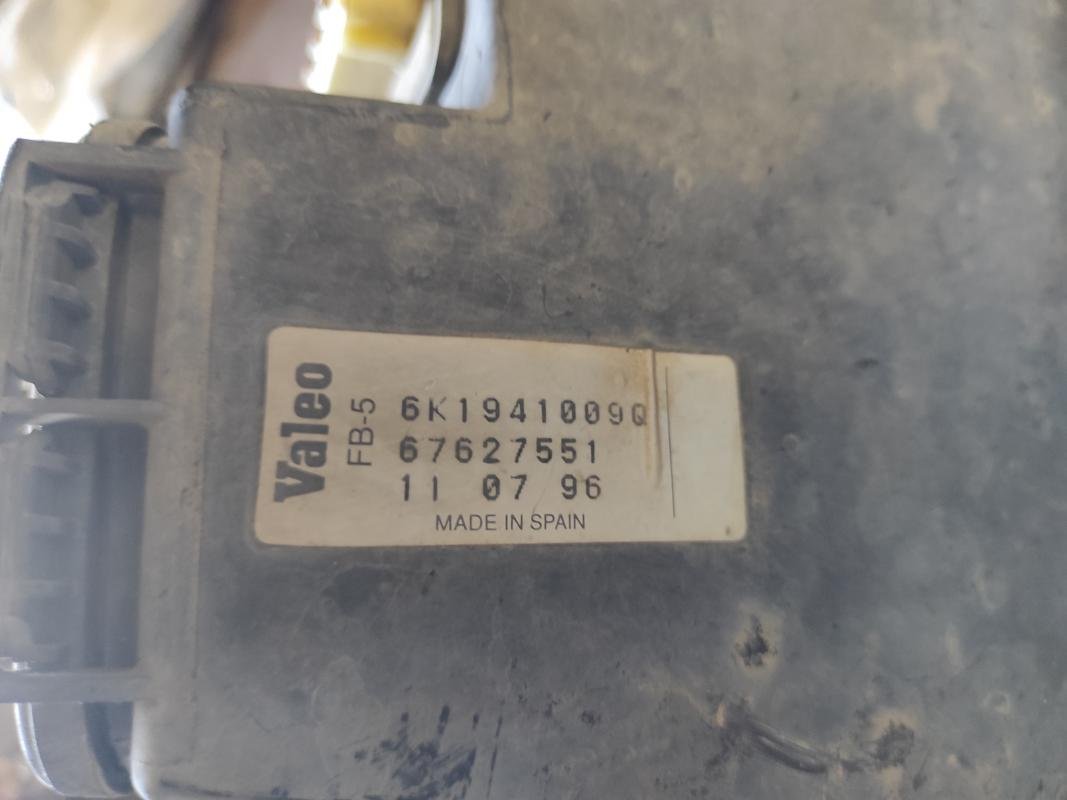 Valeo
FB-5
6K1941009Q
67627551
11 07 96
MADE IN SPAIN